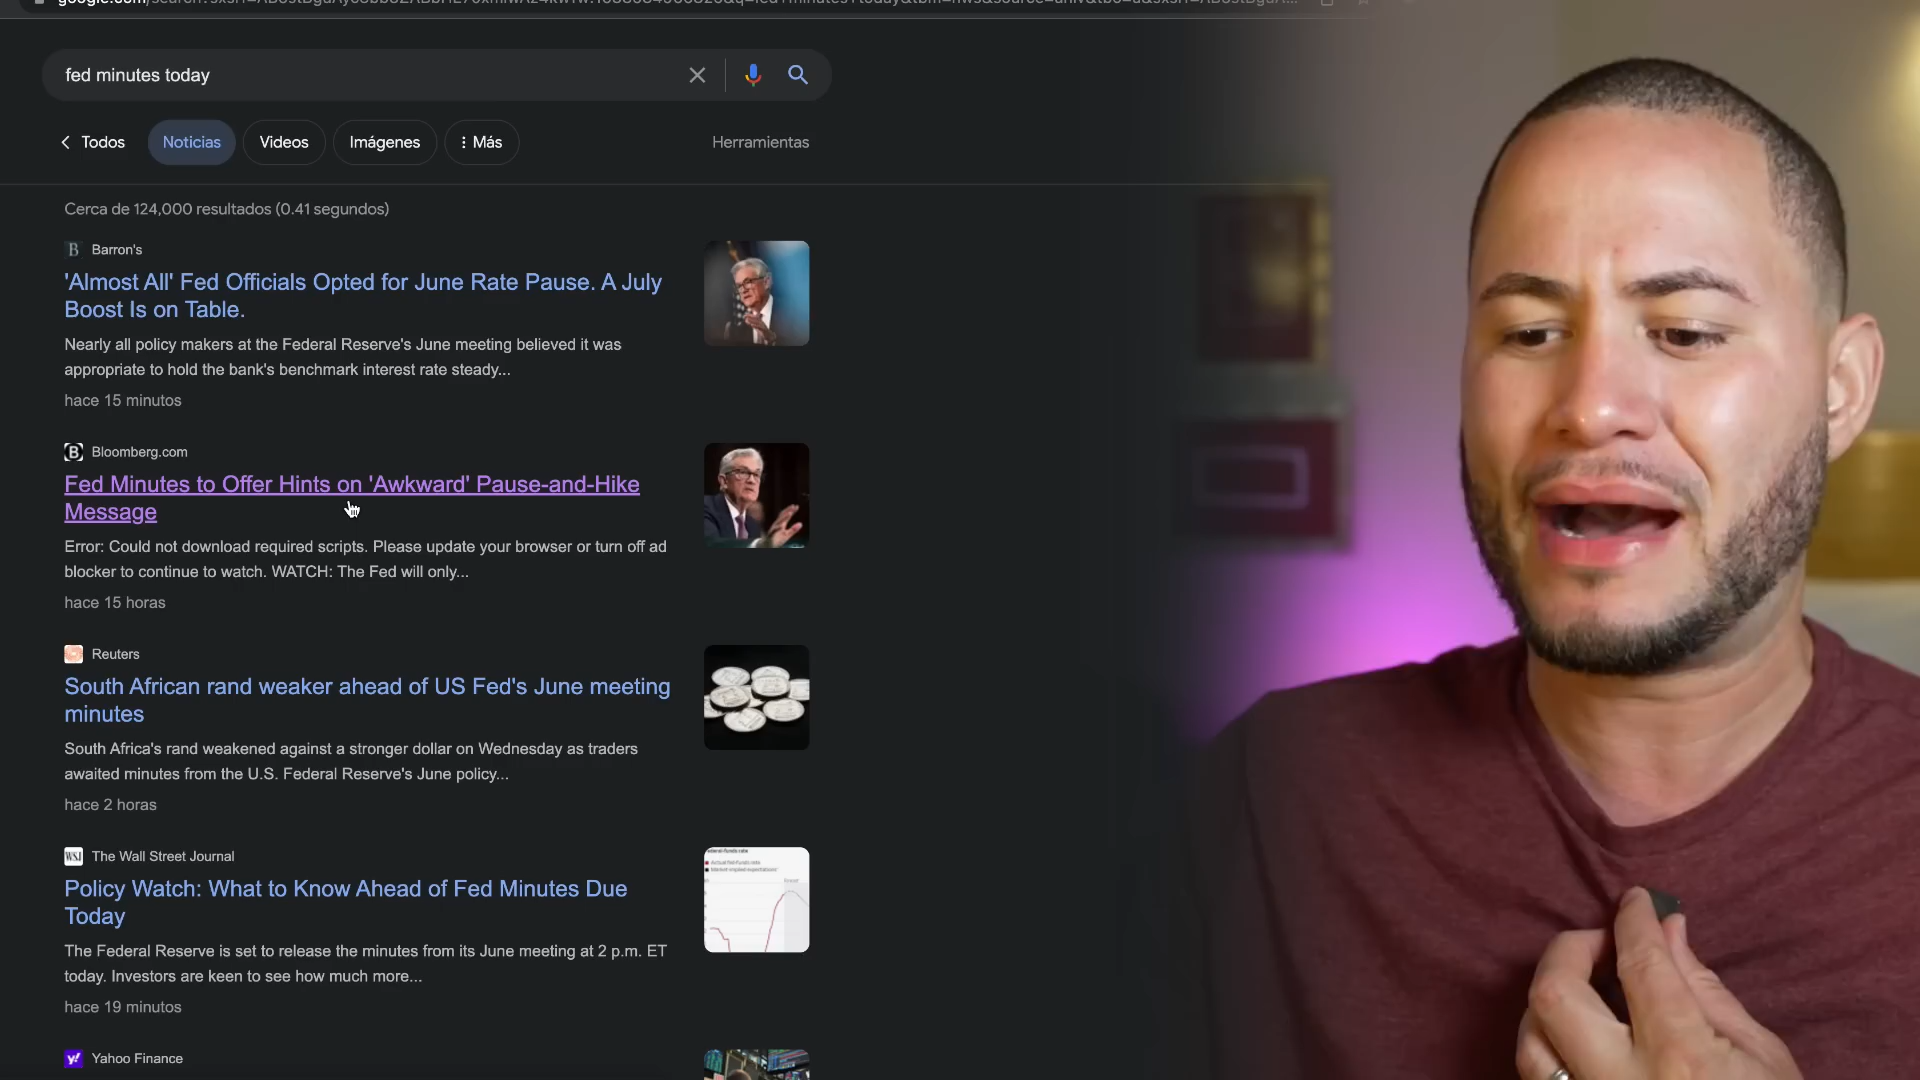 fed minutes today
Todos
Noticias
Videos
Imágenes
Más
Herramientas
Cerca de 124,000 resultados (0.41 segundos)
B Barron's
'Almost All' Fed Officials Opted for June Rate Pause. A July
Boost Is on Table.
Nearly all policy makers at the Federal Reserve's June meeting believed it was
appropriate to hold the bank's benchmark interest rate steady...
hace 15 minutos
B Bloomberg.com
Fed Minutes to Offer Hints on 'Awkward' Pause-and-Hike
Message
Error: Could not download required scripts. Please update your browser or turn off ad
blocker to continue to watch. WATCH: The Fed will only...
hace 15 horas
Reuters
South African rand weaker ahead of US Fed's June meeting
minutes
South Africa's rand weakened against a stronger dollar on Wednesday as traders
awaited minutes from the U.S. Federal Reserve's June policy...
hace 2 horas
WSJ The Wall Street Journal
Policy Watch: What to Know Ahead of Fed Minutes Due
Today
The Federal Reserve is set to release the minutes from its June meeting at 2 p.m. ET
today. Investors are keen to see how much more...
hace 19 minutos
y! Yahoo Finance